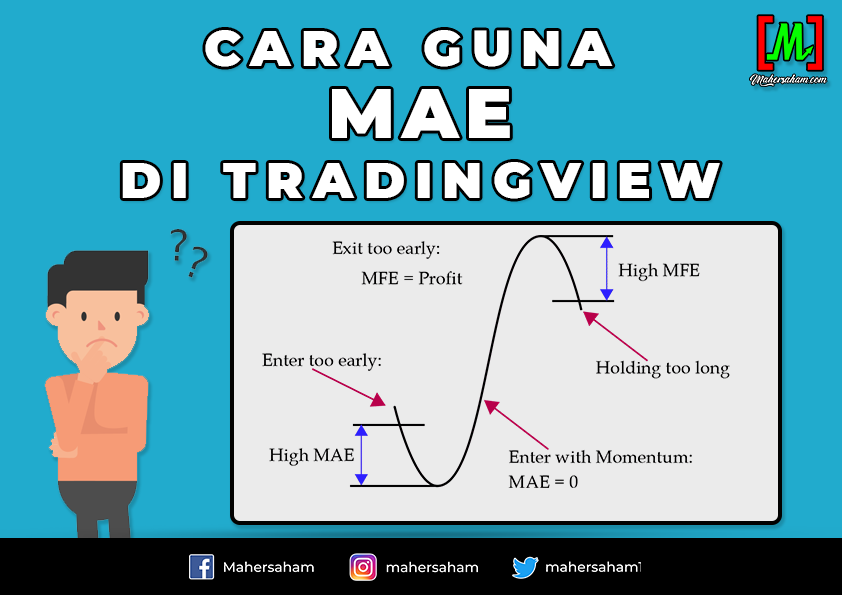 CARA GUNA
MAE
DI TRADINGVIEW
[M]
Mahersaham.com
??
Exit too early:
MFE = Profit
High MFE
Enter too early:
Holding too long
High MAE
Enter with Momentum:
MAE = 0
Mahersaham
mahersaham
mahersaham1